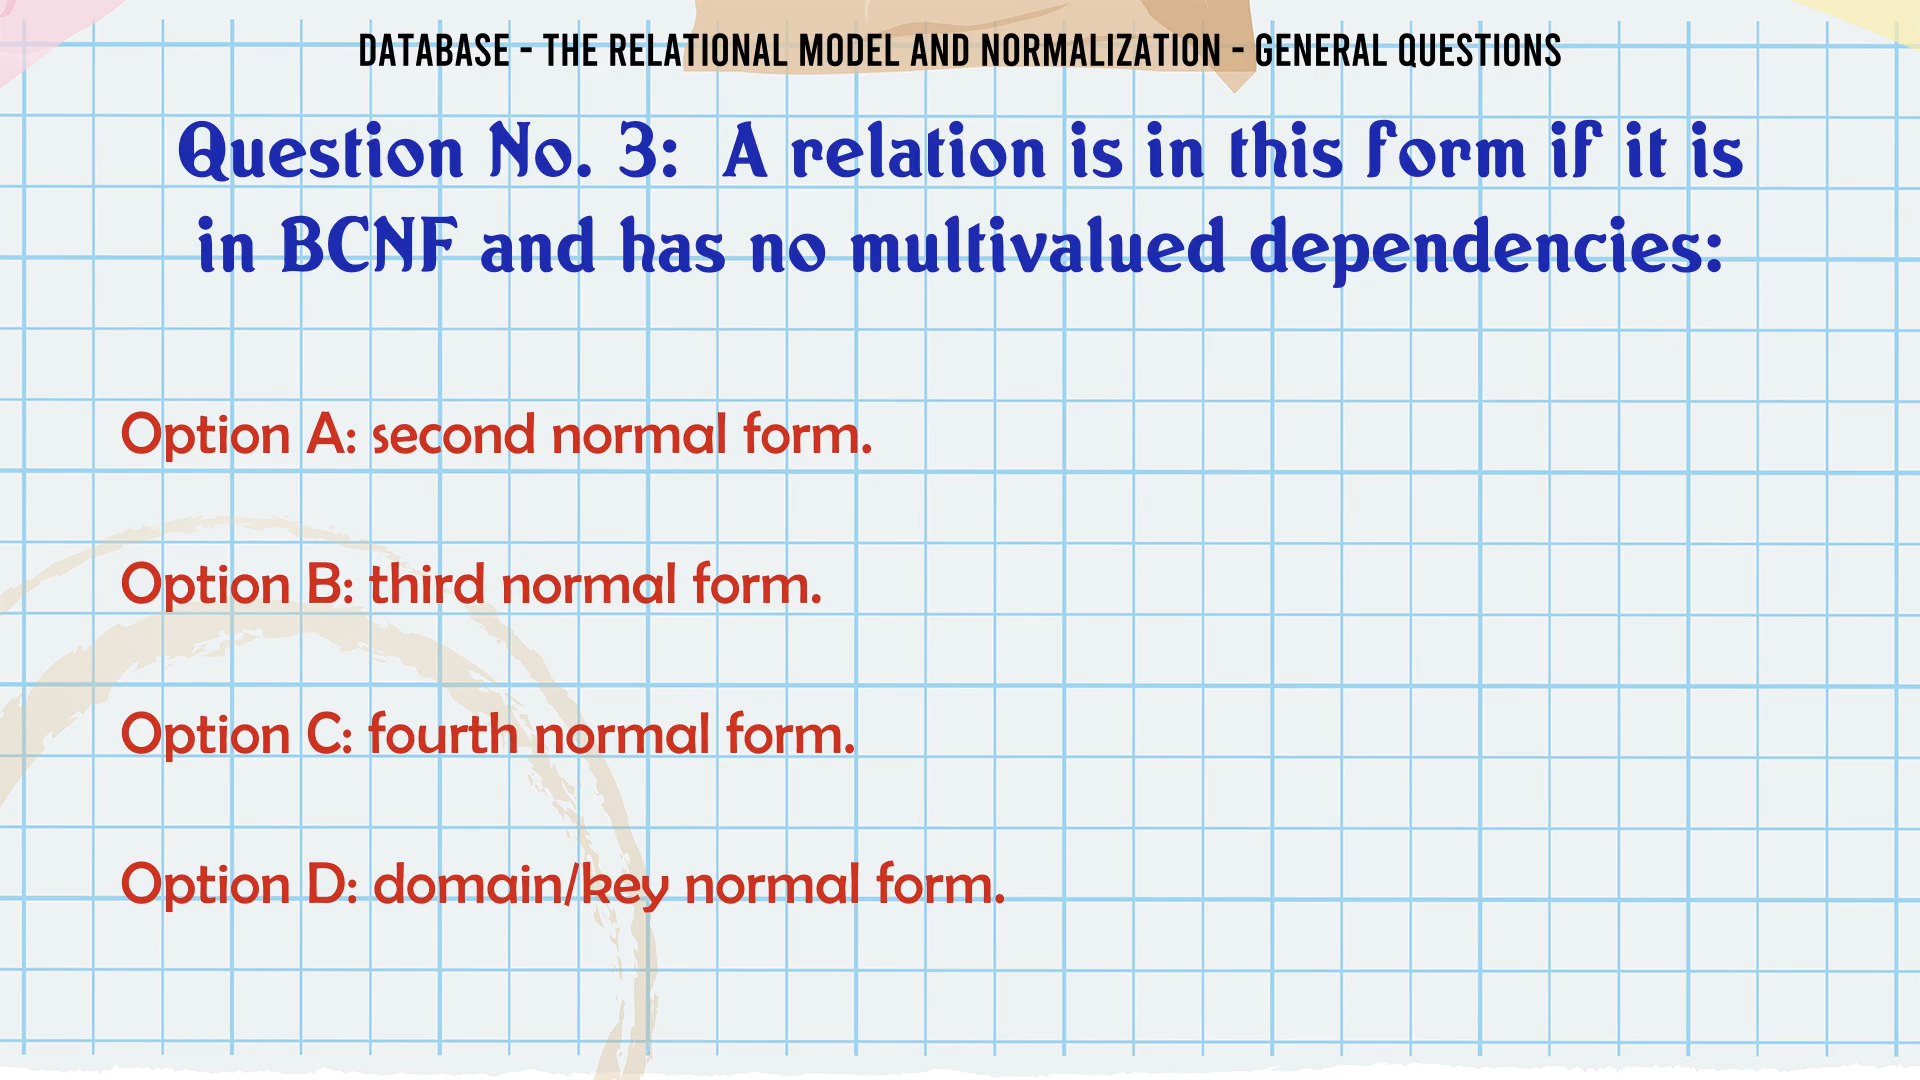 DATABASE - THE RELATIONAL MODEL AND NORMALIZATION - GENERAL QUESTIONS
Question No. 3: A relation is in this form if it is
in BCNF and has no multivalued dependencies:
Option A: second normal form.
Option B: third normal form.
Option C: fourth normal form.
Option D: domain/key normal form.